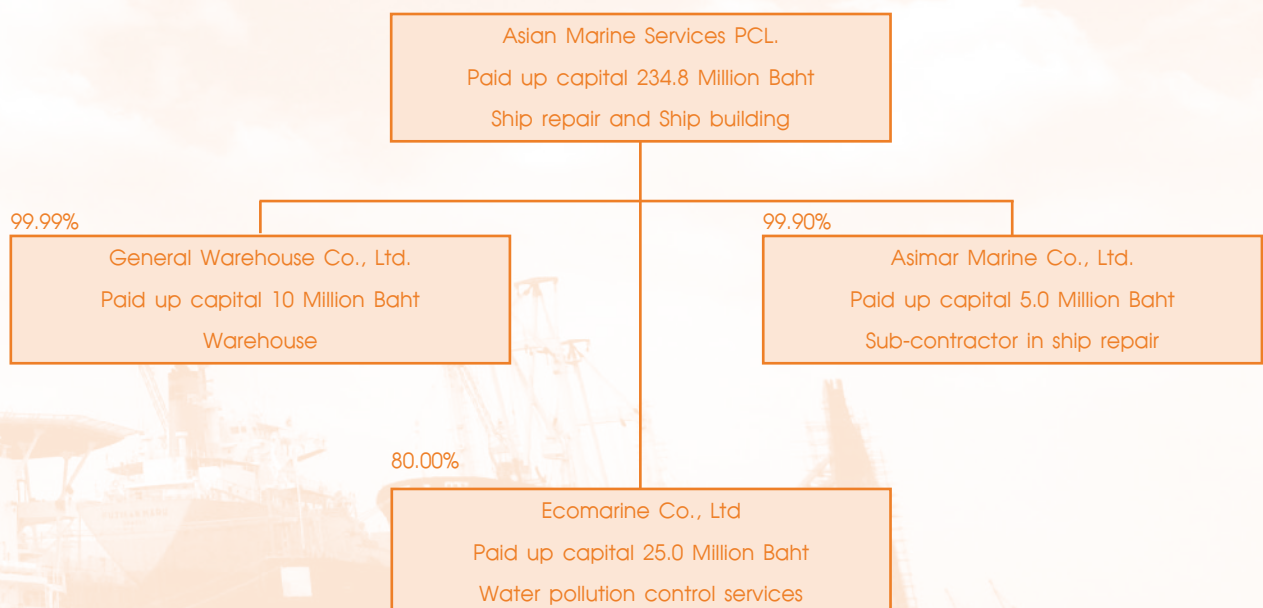 Asian Marine Services PCL.
Paid up capital 234.8 Million Baht
Ship repair and Ship building
99.99%
General Warehouse Co., Ltd.
Paid up capital 10 Million Baht
Warehouse
99.90%
Asimar Marine Co., Ltd.
Paid up capital 5.0 Million Baht
Sub-contractor in ship repair
80.00%
Ecomarine Co., Ltd
Paid up capital 25.0 Million Baht
Water pollution control services